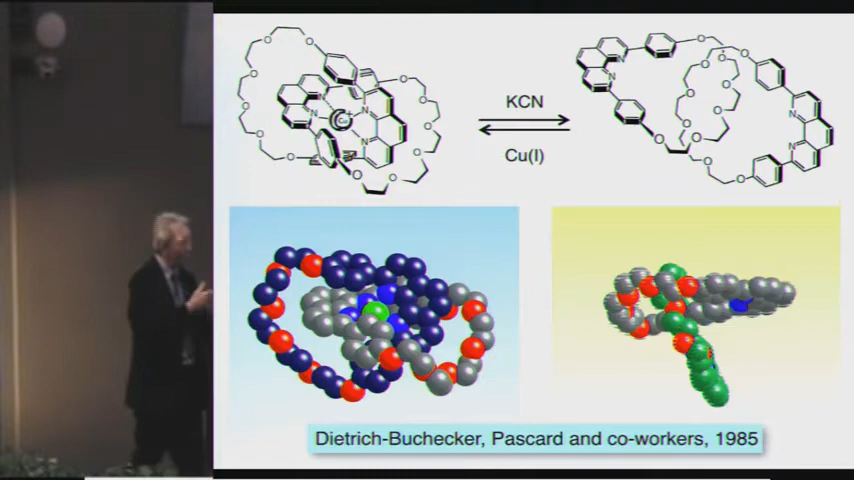 KCN
Cu(I)
Dietrich-Buchecker, Pascard and co-workers, 1985